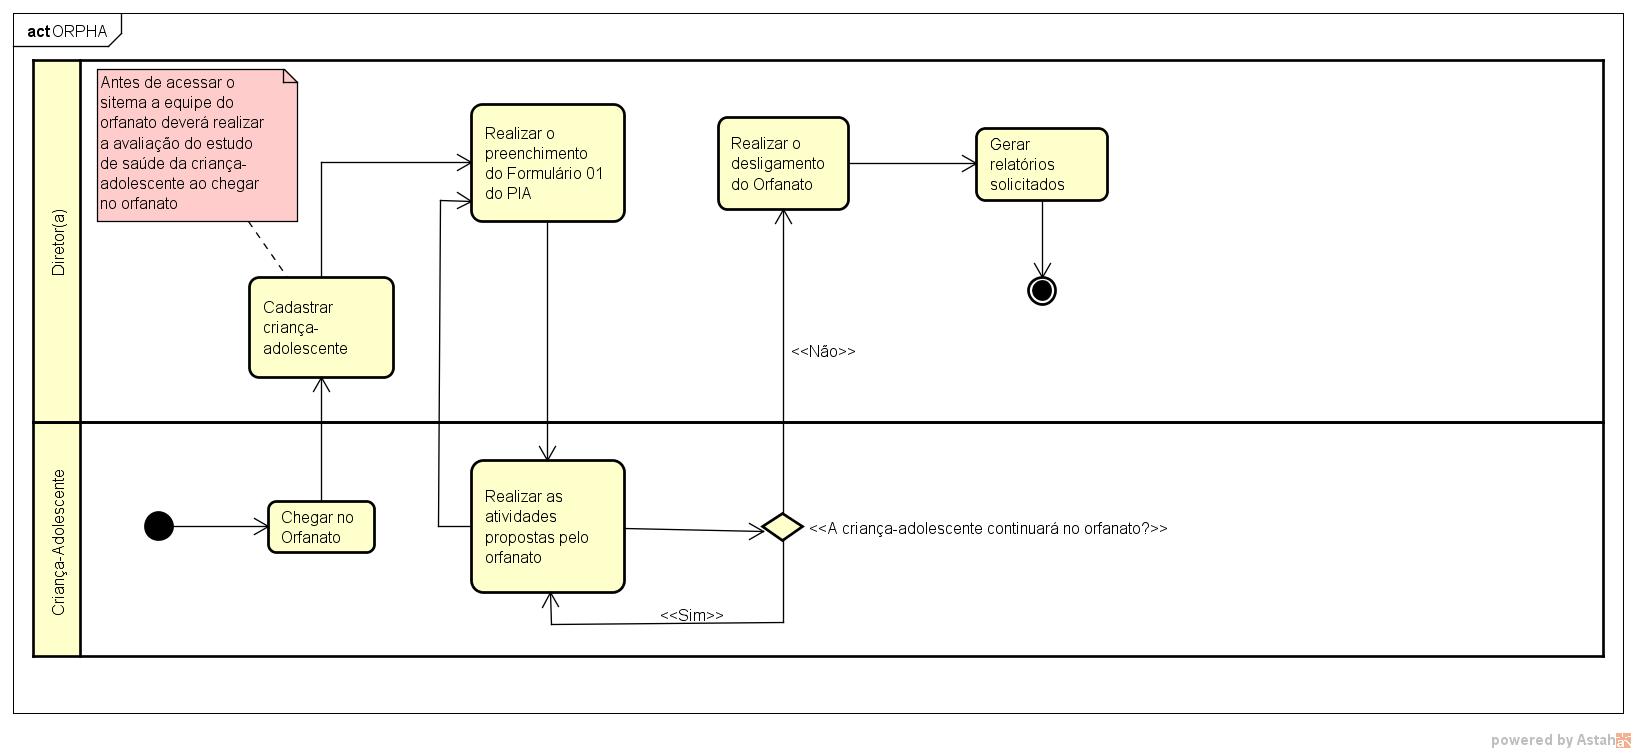 act ORPHA
Antes de acessar o
sitema a equipe do
orfanato deverá realizar
a avaliação do estudo
de saúde da criança-
adolescente ao chegar
no orfanato
Diretor(a)
Realizar o
preenchimento
do Formulário 01
do PIA
Realizar o
desligamento
do Orfanato
Gerar
relatórios
solicitados
Cadastrar
criança-
adolescente
<<Não>>
Criança-Adolescente
Chegar no
Orfanato
Realizar as
atividades
propostas pelo
orfanato
<<A criança-adolescente continuará no orfanato?>>
<<Sim>>
powered by Astah